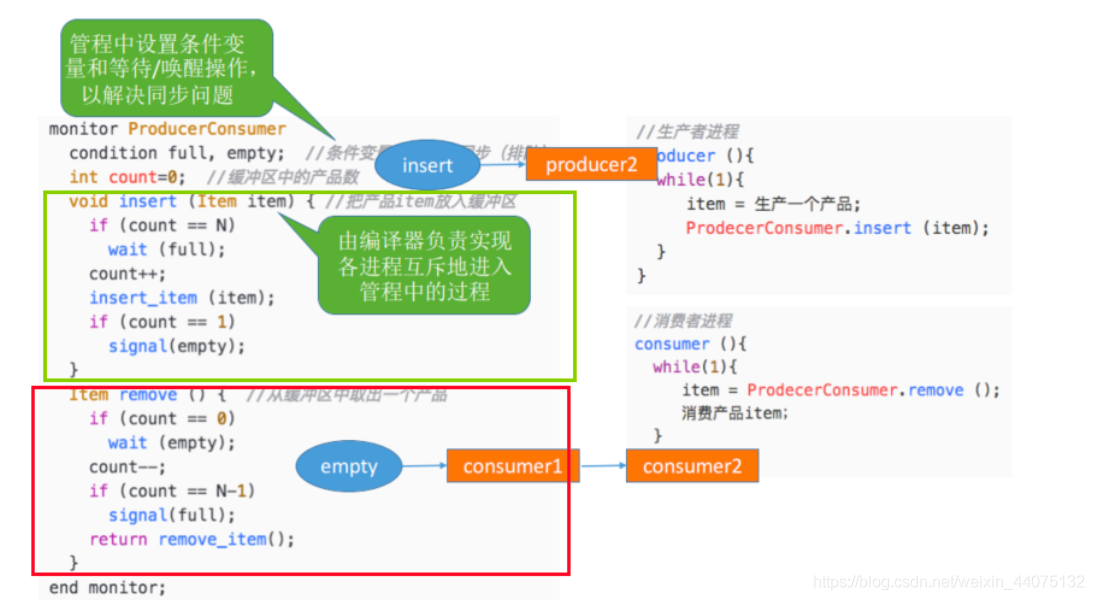 管程中设置条件变
量和等待/唤醒操作，
以解决同步问题
monitor ProducerConsumer
condition full, empty; //条件变量 同步（排队）
int count=0; //缓冲区中的产品数
void insert (Item item) { //把产品item放入缓冲区
if (count == N)
wait (full);
count++;
insert_item (item);
if (count == 1)
signal(empty);
}
由编译器负责实现
各进程互斥地进入
管程中的过程
insert
producer2
Item remove () { //从缓冲区中取出一个产品
if (count == 0)
wait (empty);
count--;
if (count == N-1)
signal(full);
return remove_item();
}
end monitor;
empty
consumer1
consumer2
//生产者进程
oducer (){
while(1){
item = 生产一个产品;
ProdecerConsumer.insert (item);
}
}
//消费者进程
consumer (){
while(1){
item = ProdecerConsumer.remove ();
消费产品item;
}
https://blog.csdn.net/weixin_44075132